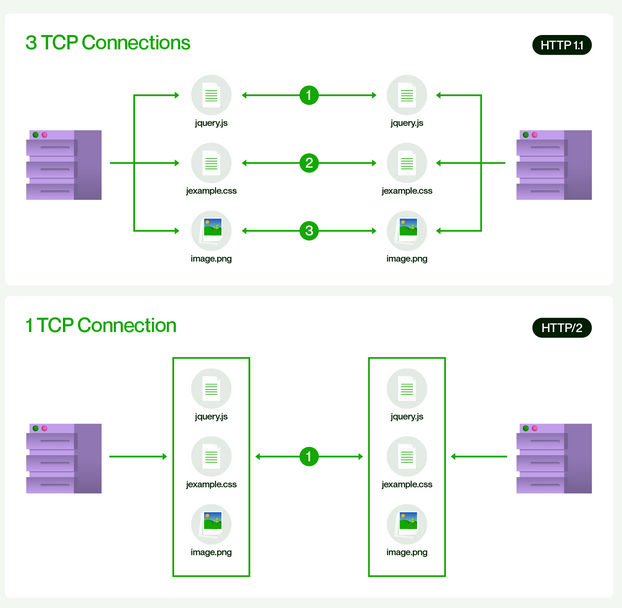 3 TCP Connections
HTTP 1.1
1
jquery.js
jquery.js
2
jexample.css
jexample.css
3
image.png
image.png
1 TCP Connection
HTTP/2
jquery.js
jquery.js
1
jexample.css
jexample.css
image.png
image.png